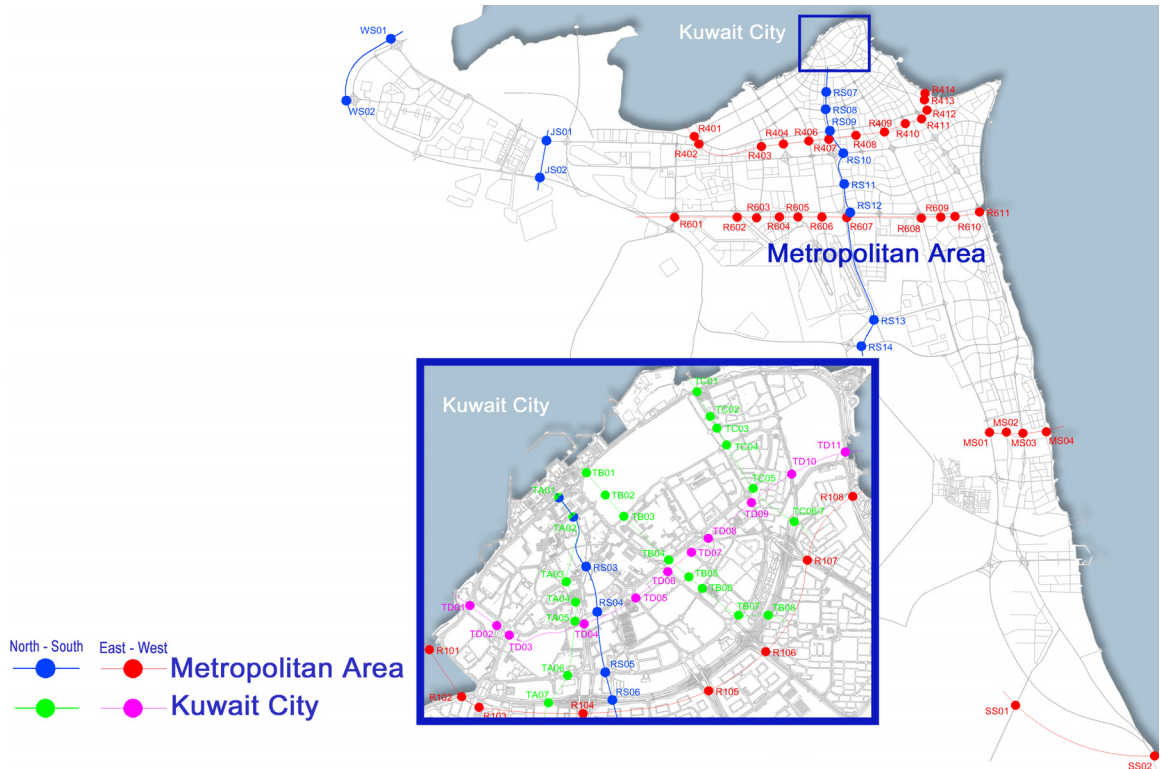 WS01
Kuwait City
WS02
RS07
R414
R413
RS08
R412
R401
JS01
RS09
R409
R411
R404
R406
R410
R402
R403
R407
R408
RS10
JS02
RS11
R603
R605
RS12
R609
R611
R601
R602
R604
R606
R607
R608
R610
Metropolitan Area
RS13
RS14
Kuwait City
TC01
TC02
TC03
TC04
MS02
MS01
MS03
MS04
TD11
TB01
TD10
TA01
TB02
TC05
R108
TA02
TB03
TD09
TC06/7
TD08
TB04
TD07
R107
RS03
TA03
TD06
TB05
TB06
TD01
TA04
RS04
TD05
TD02
TA05
TD04
TB07
TB08
TD03
R101
R106
North - South
East - West
Metropolitan Area
TA06
RS05
Kuwait City
R102
TA07
RS06
R105
R103
R104
SS01
SS02